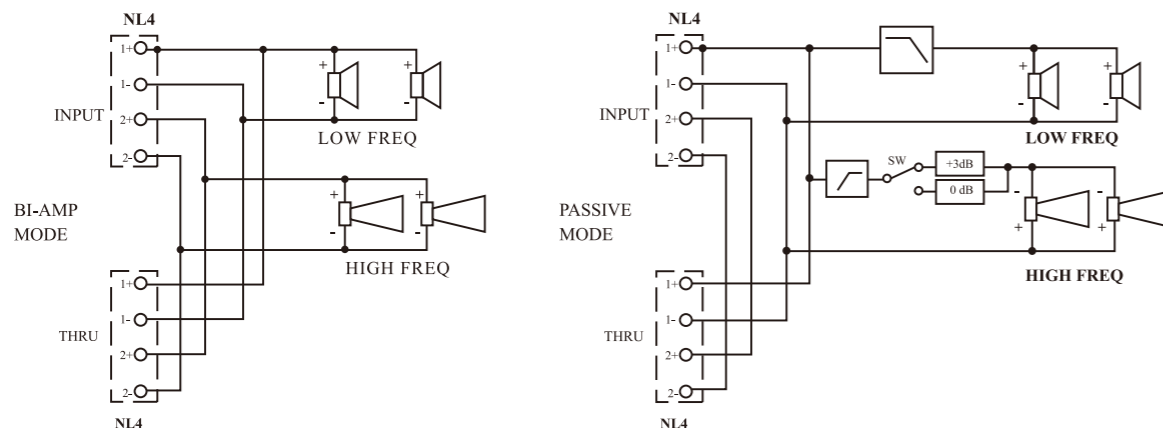 NL4
1+
+
+
1-
INPUT
-
-
2+
LOW FREQ
2-
+
+
BI-AMP
MODE
-
-
HIGH FREQ
1+
1-
THRU
2+
2-
NL4
NL4
1+
+
+
1-
INPUT
-
-
2+
LOW FREQ
2-
SW
+3dB
0 dB
-
-
PASSIVE
MODE
+
+
HIGH FREQ
1+
1-
THRU
2+
2-
NL4